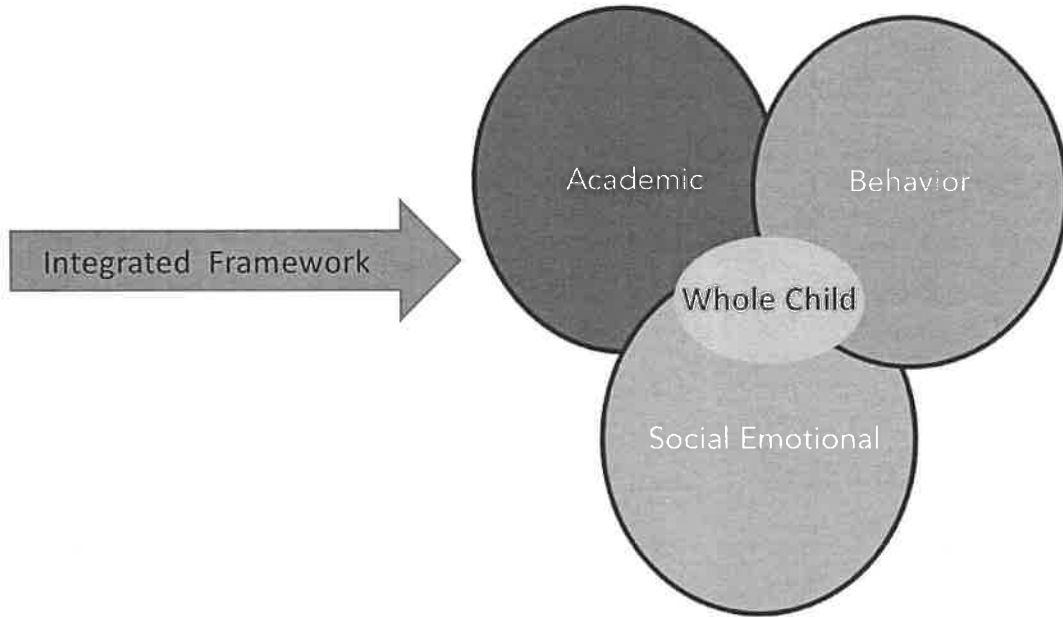 Academic
Behavior
Integrated Framework
Whole Child
Social Emotional